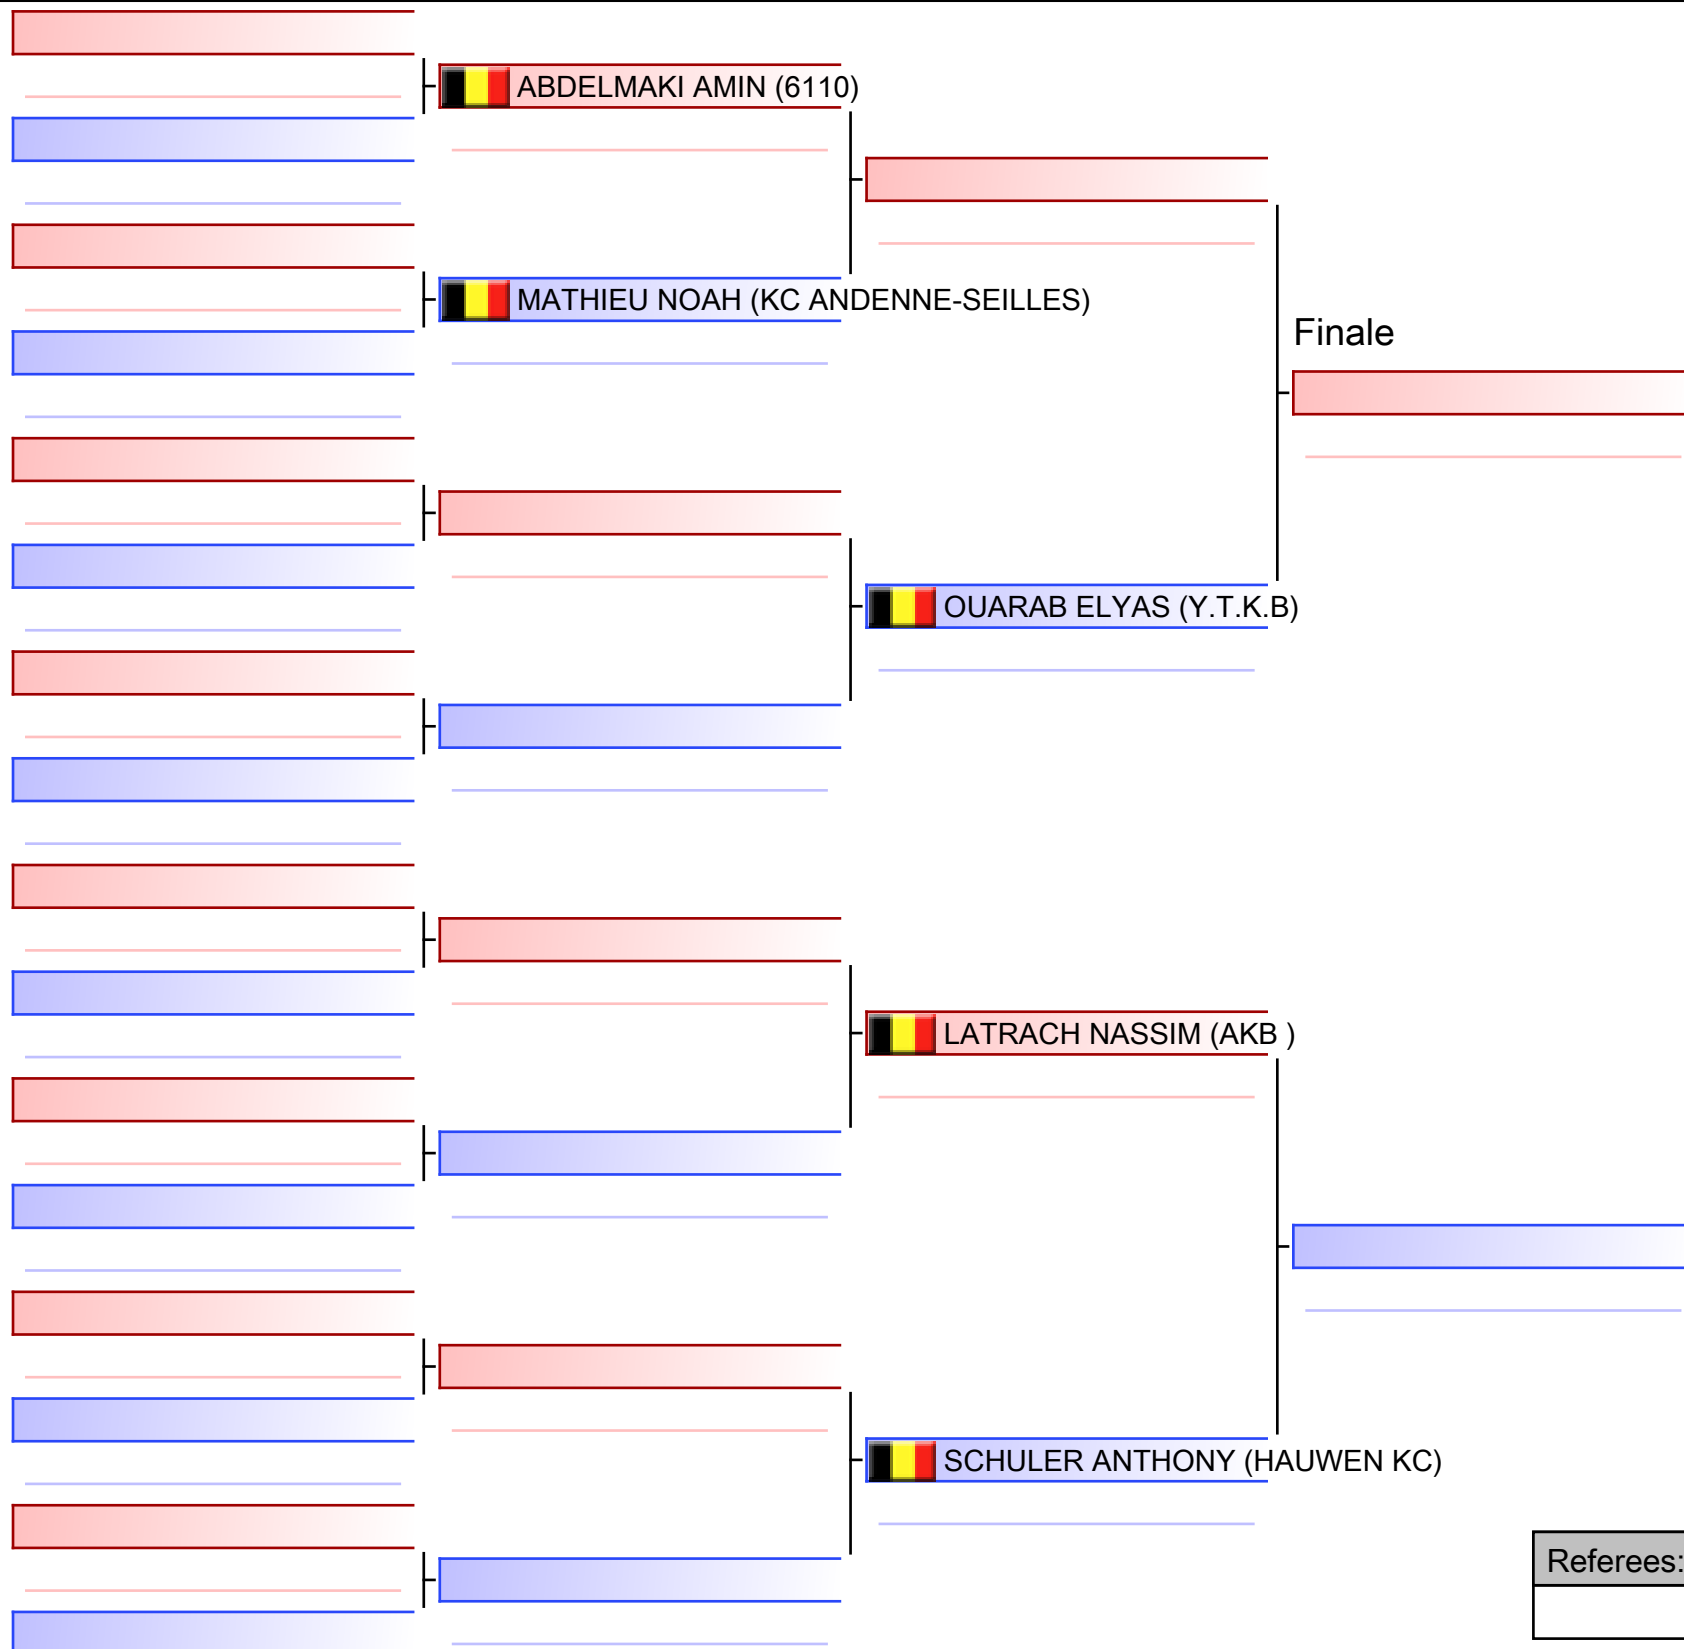 ABDELMAKI AMIN (6110)
MATHIEU NOAH (KC ANDENNE-SEILLES)
Finale
OUARAB ELYAS (Y.T.K.B)
LATRACH NASSIM (AKB )
SCHULER ANTHONY (HAUWEN KC)
Referees: